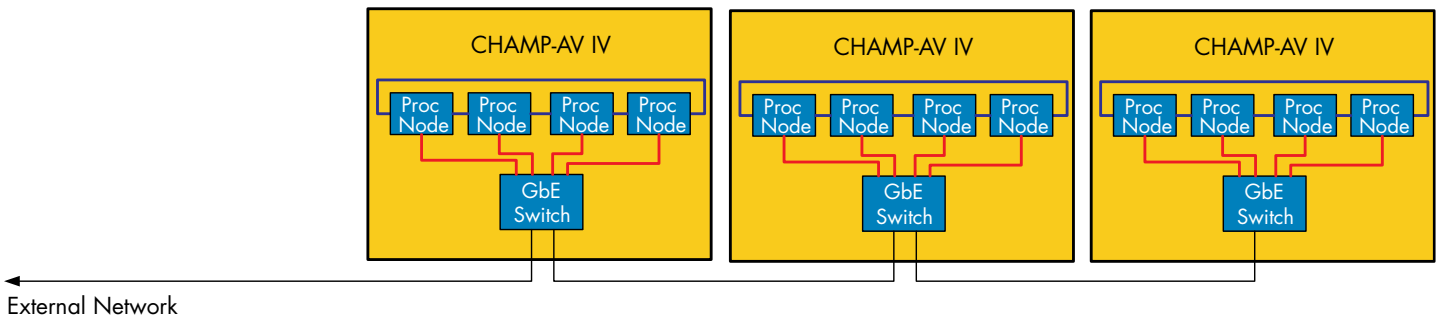 CHAMP-AV IV
CHAMP-AV IV
CHAMP-AV IV
Proc Proc Proc Proc
Node Node Node Node
Proc Proc Proc Proc
Node Node Node Node
Proc Proc Proc Proc
Node Node Node Node
GbE
Switch
GbE
Switch
GbE
Switch
External Network